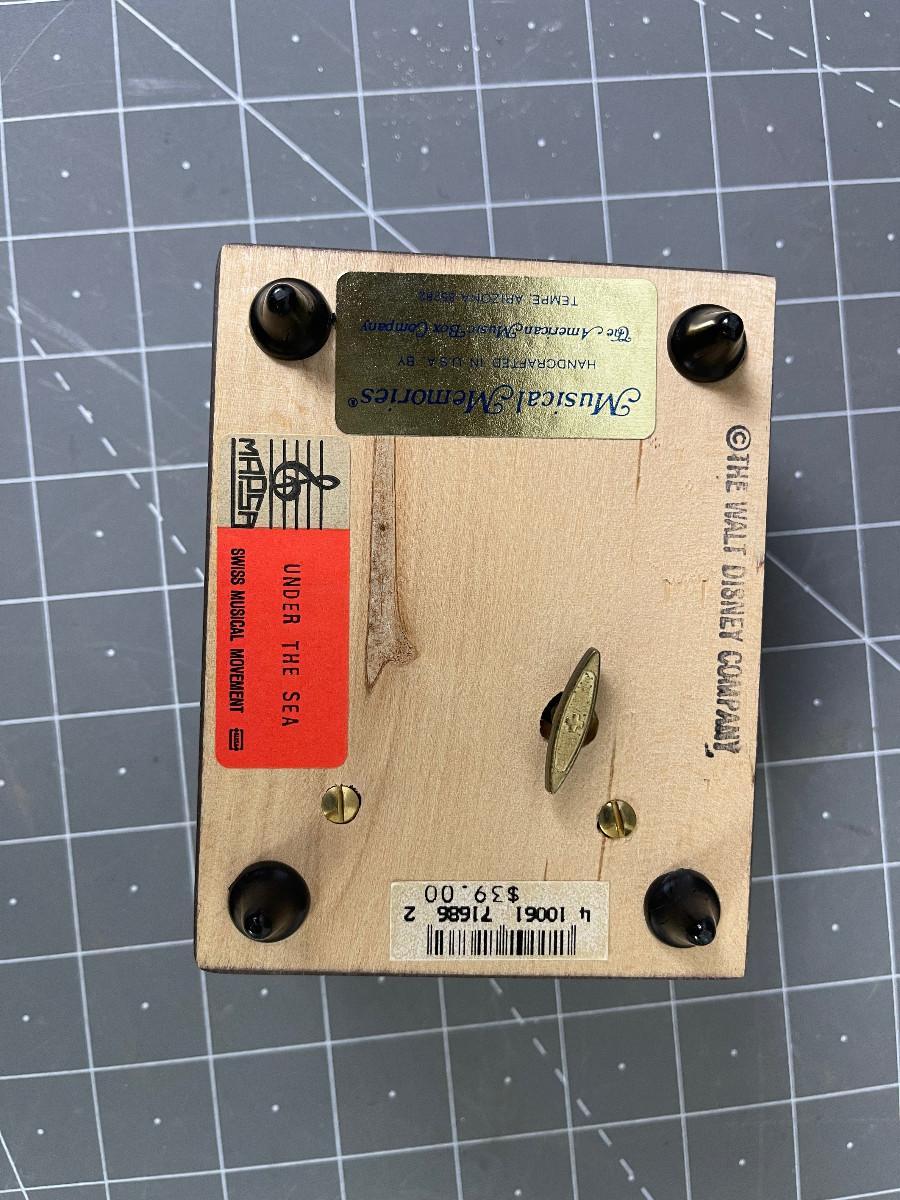 Musical Memories®
HANDCRAFTED IN U.S.A. BY
The American Music Box Company
TEMPE, ARIZONA 85282
MAPSA
UNDER THE SEA
SWISS MUSICAL MOVEMENT
©THE WALT DISNEY COMPANY
4 10061 71686 2
$39.00